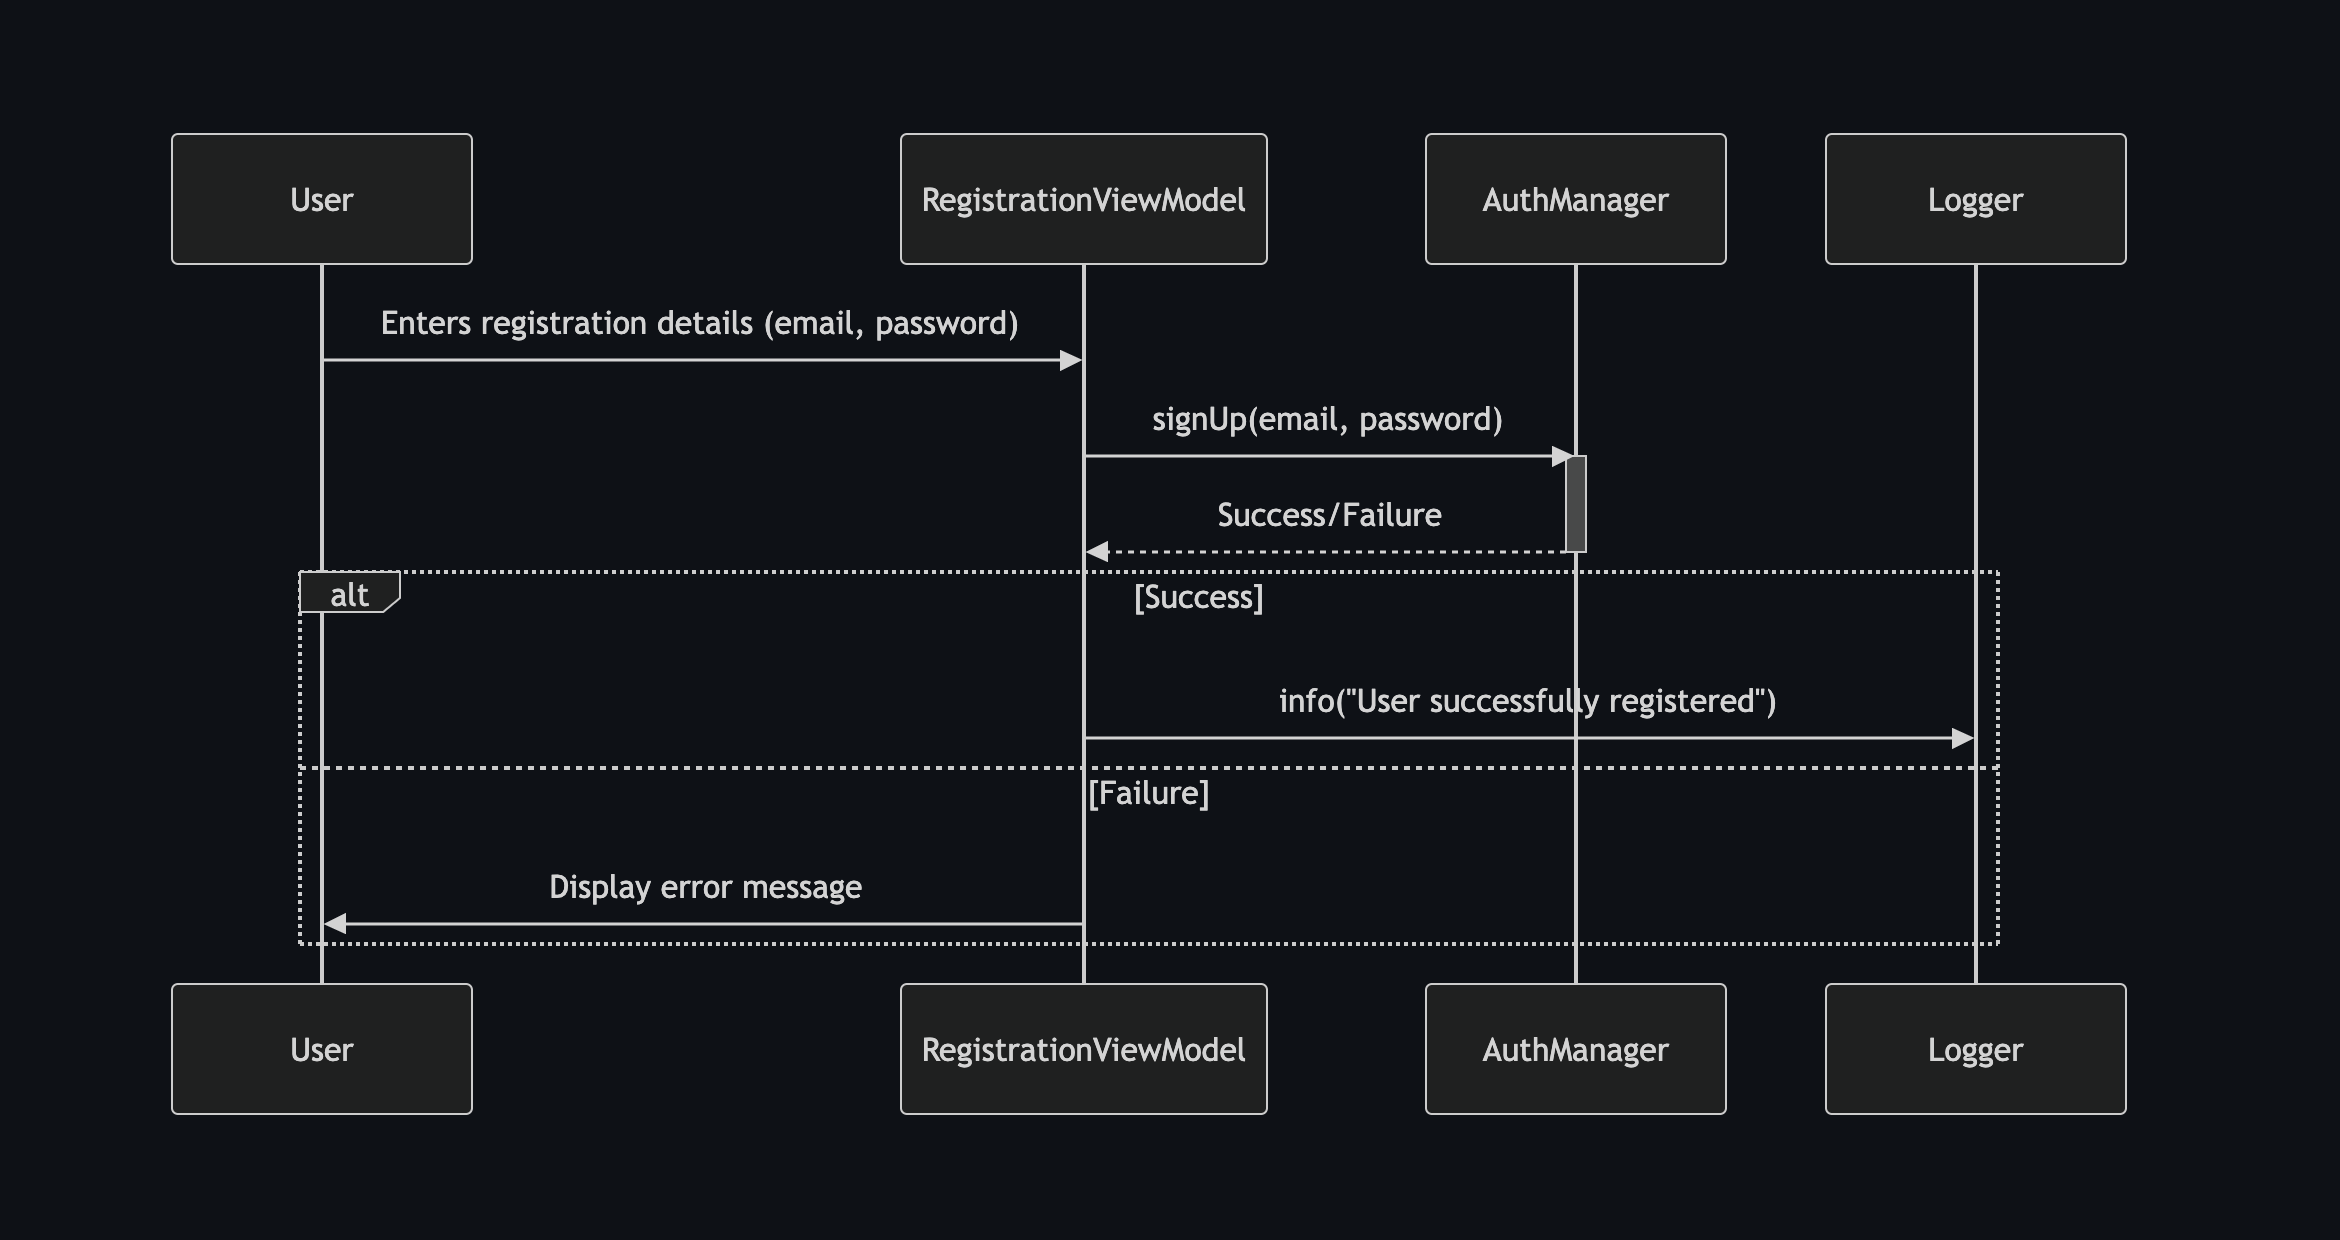 User
RegistrationViewModel
AuthManager
Logger
Enters registration details (email, password)
signUp(email, password)
Success/Failure
alt
[Success]
info("User successfully registered")
[Failure]
Display error message
User
RegistrationViewModel
AuthManager
Logger